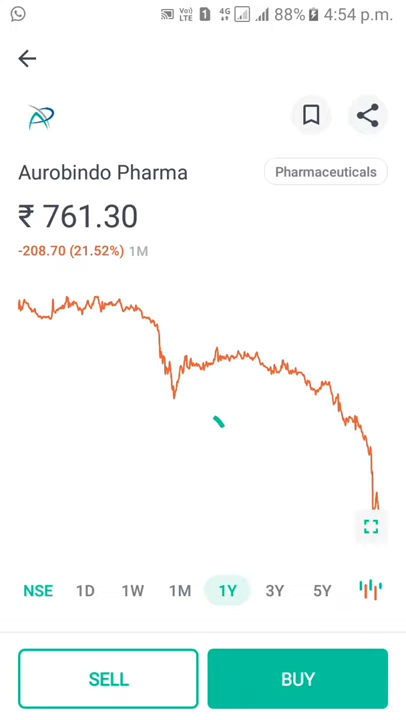 Vo) LTE 1 4G 88% 4:54 p.m.
Aurobindo Pharma
Pharmaceuticals
₹ 761.30
-208.70 (21.52%) 1M
NSE 1D 1W 1M 1Y 3Y 5Y
SELL BUY